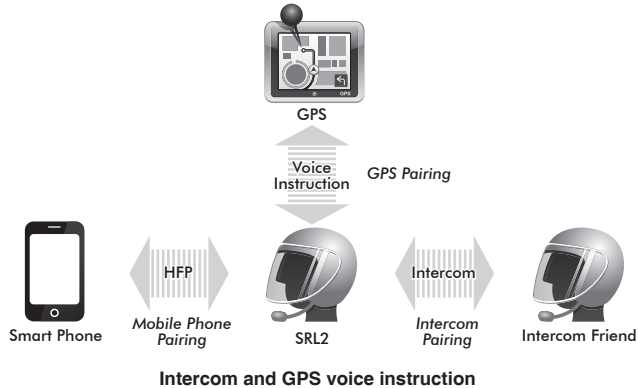 GPS
GPS
Voice
Instruction
GPS Pairing
HFP
Intercom
Smart Phone
Mobile Phone
Pairing
SRL2
Intercom
Pairing
Intercom Friend
Intercom and GPS voice instruction